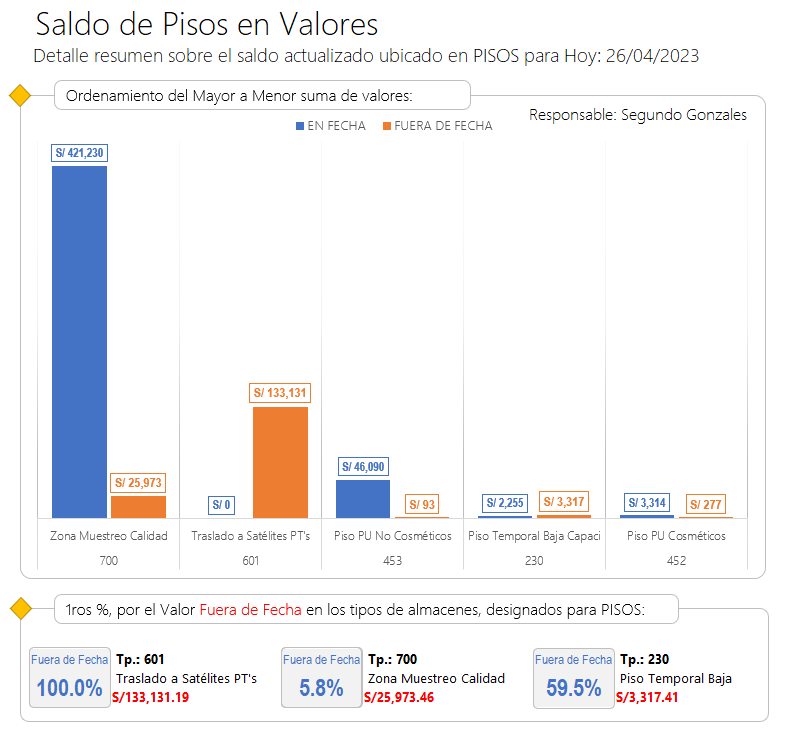 Saldo de Pisos en Valores
Detalle resumen sobre el saldo actualizado ubicado en PISOS para Hoy: 26/04/2023
Ordenamiento del Mayor a Menor suma de valores:
Responsable: Segundo Gonzales
EN FECHA FUERA DE FECHA
S/ 421,230
S/ 25,973
S/ 0
S/ 133,131
S/ 46,090
S/ 93
S/ 2,255
S/ 3,317
S/ 3,314
S/ 277
Zona Muestreo Calidad Traslado a Satélites PT's Piso PU No Cosméticos Piso Temporal Baja Capaci Piso PU Cosméticos
700 601 453 230 452
1ros %, por el Valor Fuera de Fecha en los tipos de almacenes, designados para PISOS:
Fuera de Fecha
100.0%
Tp.: 601
Traslado a Satélites PT's
S/133,131.19
Fuera de Fecha
5.8%
Tp.: 700
Zona Muestreo Calidad
S/25,973.46
Fuera de Fecha
59.5%
Tp.: 230
Piso Temporal Baja
S/3,317.41